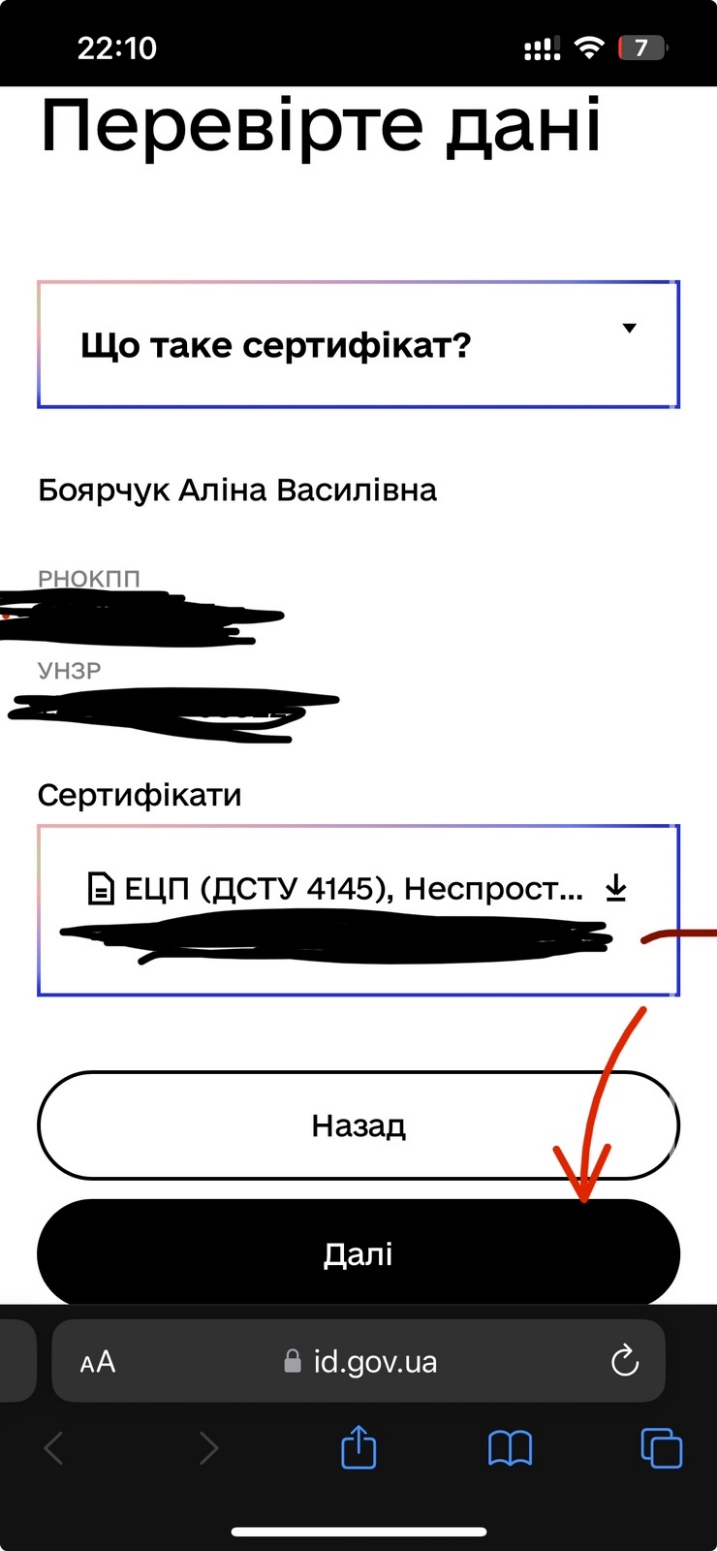 22:10
7
Перевірте дані
Що таке сертифікат?
Боярчук Аліна Василівна
РНОКПП
УНЗР
Сертифікати
ЕЦП (ДСТУ 4145), Неспрост...
Назад
Далі
AA
id.gov.ua